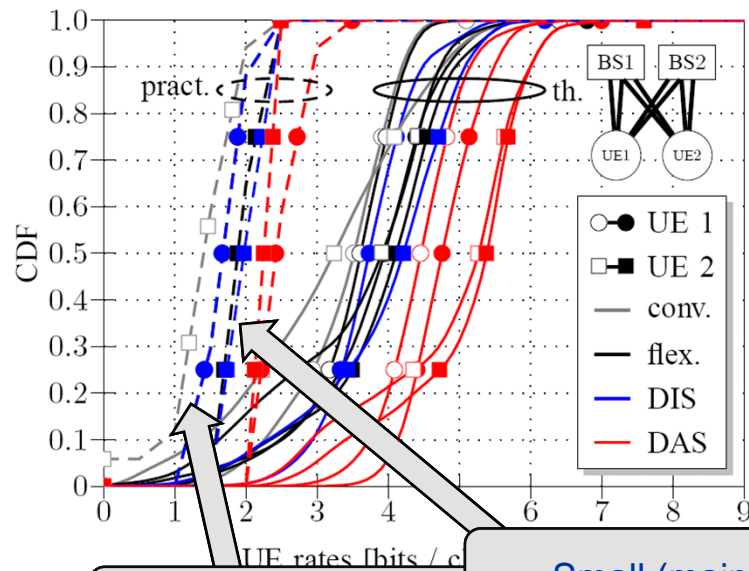 1.0
0.9
0.8
0.7
0.6
0.5
0.4
0.3
0.2
0.1
0
CDF
pract.
th.
BS1 BS2
UE1 UE2
UE 1
UE 2
conv.
flex.
DIS
DAS
0 1 2 3 4 5 6 7 8 9
UE rates [bits / c
Small (main